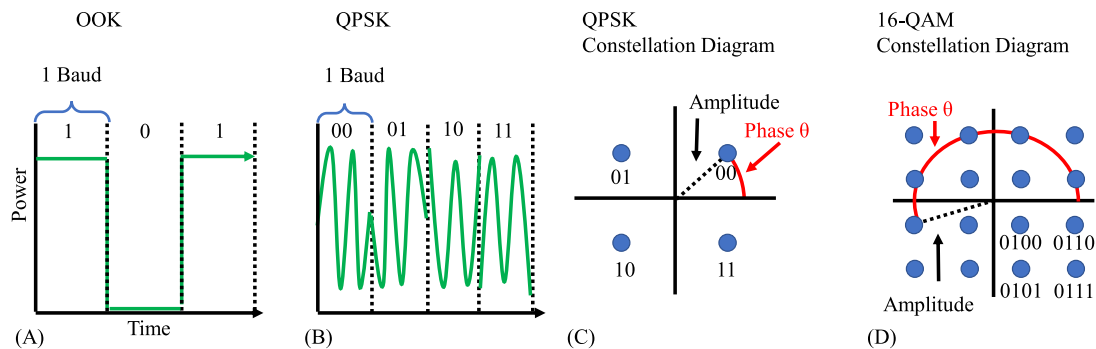 OOK
1 Baud
1 0 1
Power
Time
(A)
QPSK
1 Baud
00 01 10 11
(B)
QPSK
Constellation Diagram
Amplitude
Phase θ
01 00
10 11
(C)
16-QAM
Constellation Diagram
Phase θ
0100 0110
0101 0111
Amplitude
(D)